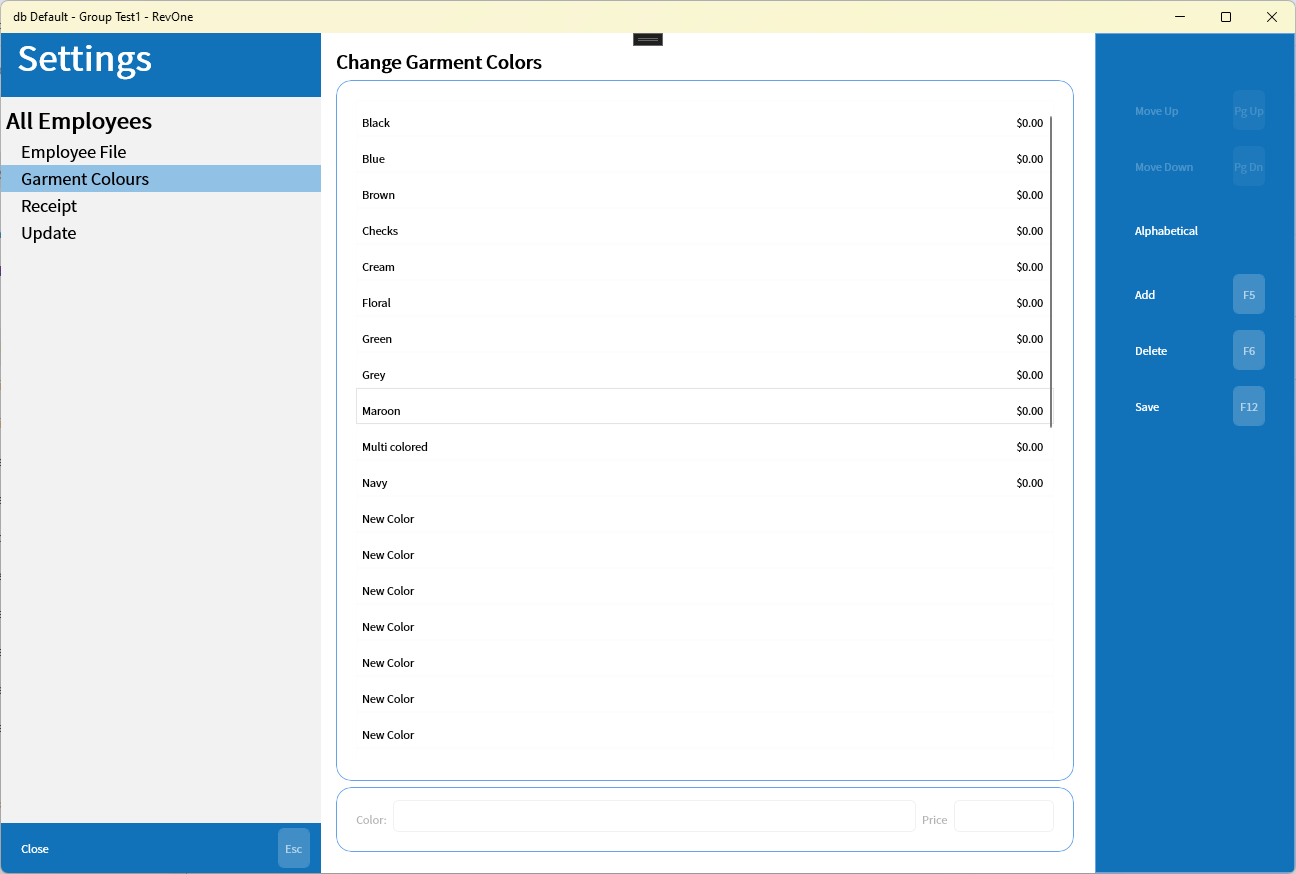 db Default - Group Test1 - RevOne
Settings
All Employees
Employee File
Garment Colours
Receipt
Update
Close Esc
Change Garment Colors
Black $0.00
Blue $0.00
Brown $0.00
Checks $0.00
Cream $0.00
Floral $0.00
Green $0.00
Grey $0.00
Maroon $0.00
Multi colored $0.00
Navy $0.00
New Color
New Color
New Color
New Color
New Color
New Color
New Color
Color: Price
Move Up Pg Up
Move Down Pg Dn
Alphabetical
Add F5
Delete F6
Save F12